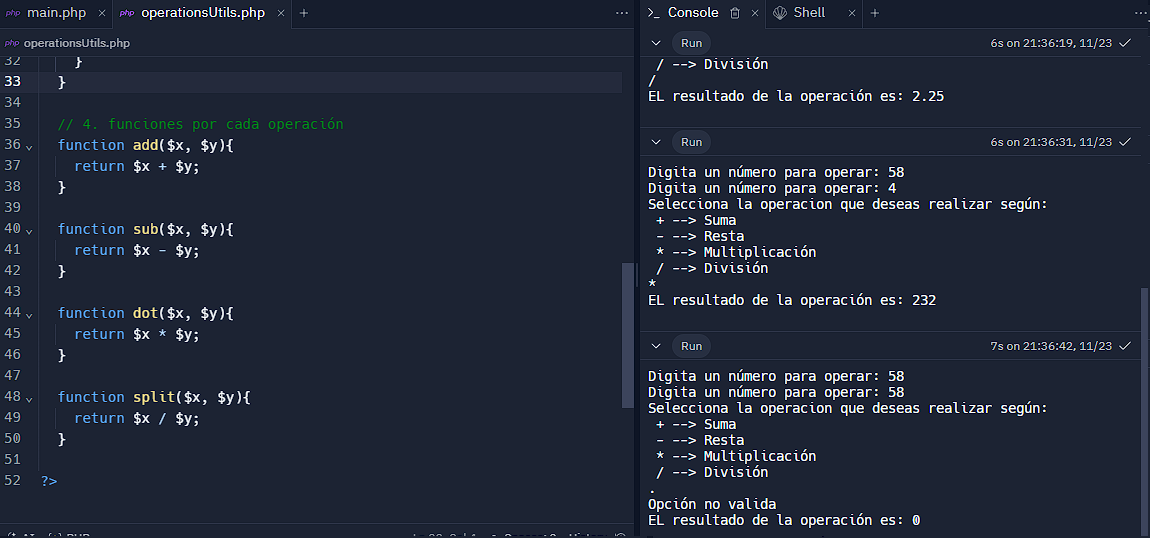 php main.php × php operationsUtils.php × +
php operationsUtils.php
32 }
33 }
34
35 // 4. funciones por cada operación
36 function add($x, $y){
37 return $x + $y;
38 }
39
40 function sub($x, $y){
41 return $x - $y;
42 }
43
44 function dot($x, $y){
45 return $x * $y;
46 }
47
48 function split($x, $y){
49 return $x / $y;
50 }
51
52 ?>
>_ Console × Shell × +
Run 6s on 21:36:19, 11/23
/ --> División
/
EL resultado de la operación es: 2.25
Run 6s on 21:36:31, 11/23
Digita un número para operar: 58
Digita un número para operar: 4
Selecciona la operacion que deseas realizar según:
+ --> Suma
- --> Resta
* --> Multiplicación
/ --> División
*
EL resultado de la operación es: 232
Run 7s on 21:36:42, 11/23
Digita un número para operar: 58
Digita un número para operar: 58
Selecciona la operacion que deseas realizar según:
+ --> Suma
- --> Resta
* --> Multiplicación
/ --> División
.
Opción no valida
EL resultado de la operación es: 0